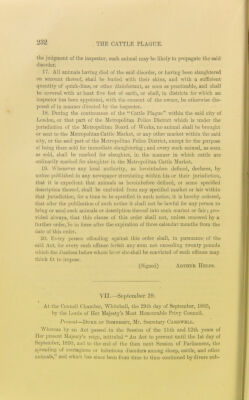 232 THE CATTLE PLAGUE.
the judgment of the inspector, such animal may be likely to propagate the said
disorder.
17. All animals having died of the said disorder, or having been slaughtered
on account thereof, shall be buried with their skins, and with a sufficient
quantity of quick-lime, or other disinfectant, as soon as practicable, and shall
be covered with at least five feet of earth, or shall, in districts for which an
inspector has been appointed, with the consent of the owner, be otherwise dis-
posed of in manner directed by the inspector.
18. During the continuance of the "Cattle Plague" within the said city of
London, or that part of the Metropolitan Police District which is under the
jurisdiction of the Metropolitan Board of Works, no animal shall be brought
or sent to the Metropolitan Cattle Market, or any other market within the said
city, or the said part of the Metropolitan Police District, except for the purpose
of being there sold for immediate slaughtering; and every such animal, as soon
as sold, shall be marked for slaughter, in the manner in which cattle are
ordinarily marked for slaughter in the Metropolitan Cattle Market.
19. Whenever any local authority, as hereinbefore defined, declares, by
notice published in any newspaper circulating within his or their jurisdiction,
that it is expedient that animals as hereinbefore defined, or some specified
description thereof, shall be excluded from any specified market or fair within
that jurisdiction, for a time to be specified in such notice, it is hereby ordered,
that after the publication of such notice it shall not be lawful for any person to
bring or send such animals or description thereof into such market or fair; pro-
vided always, that this clause of this order shall not, unless renewed by a
further order, be in force after the expiration of three calendar months from the
date of this order.
20. Every person offending against this order shall, in pursuance of the
said Act, for every such offence forfeit any sum not exceeding twenty pounds
which the Justices before whom he or she shall be convicted of such offence may
think fit to impose.
(Signed) ARTHUR HELPS.
VII.—September 29.
At the Council Chamber, Whitehall, the 29th day of September, 1865,
by the Lords of Her Majesty's Most Honourable Privy Council.
Present—DUKE OF SOMERSET, Mr. Secretary CARDWELL.
Whereas by an Act passed in the Session of the 11th and 12th years of
Her present Majesty's reign, intituled "An Act to prevent until the 1st day of
September, 1850, and to the end of the then next Session of Parliament, the
spreading of contagious or infectious disorders among sheep, cattle, and other
animals," and which has since been from time to time continued by divers sub-